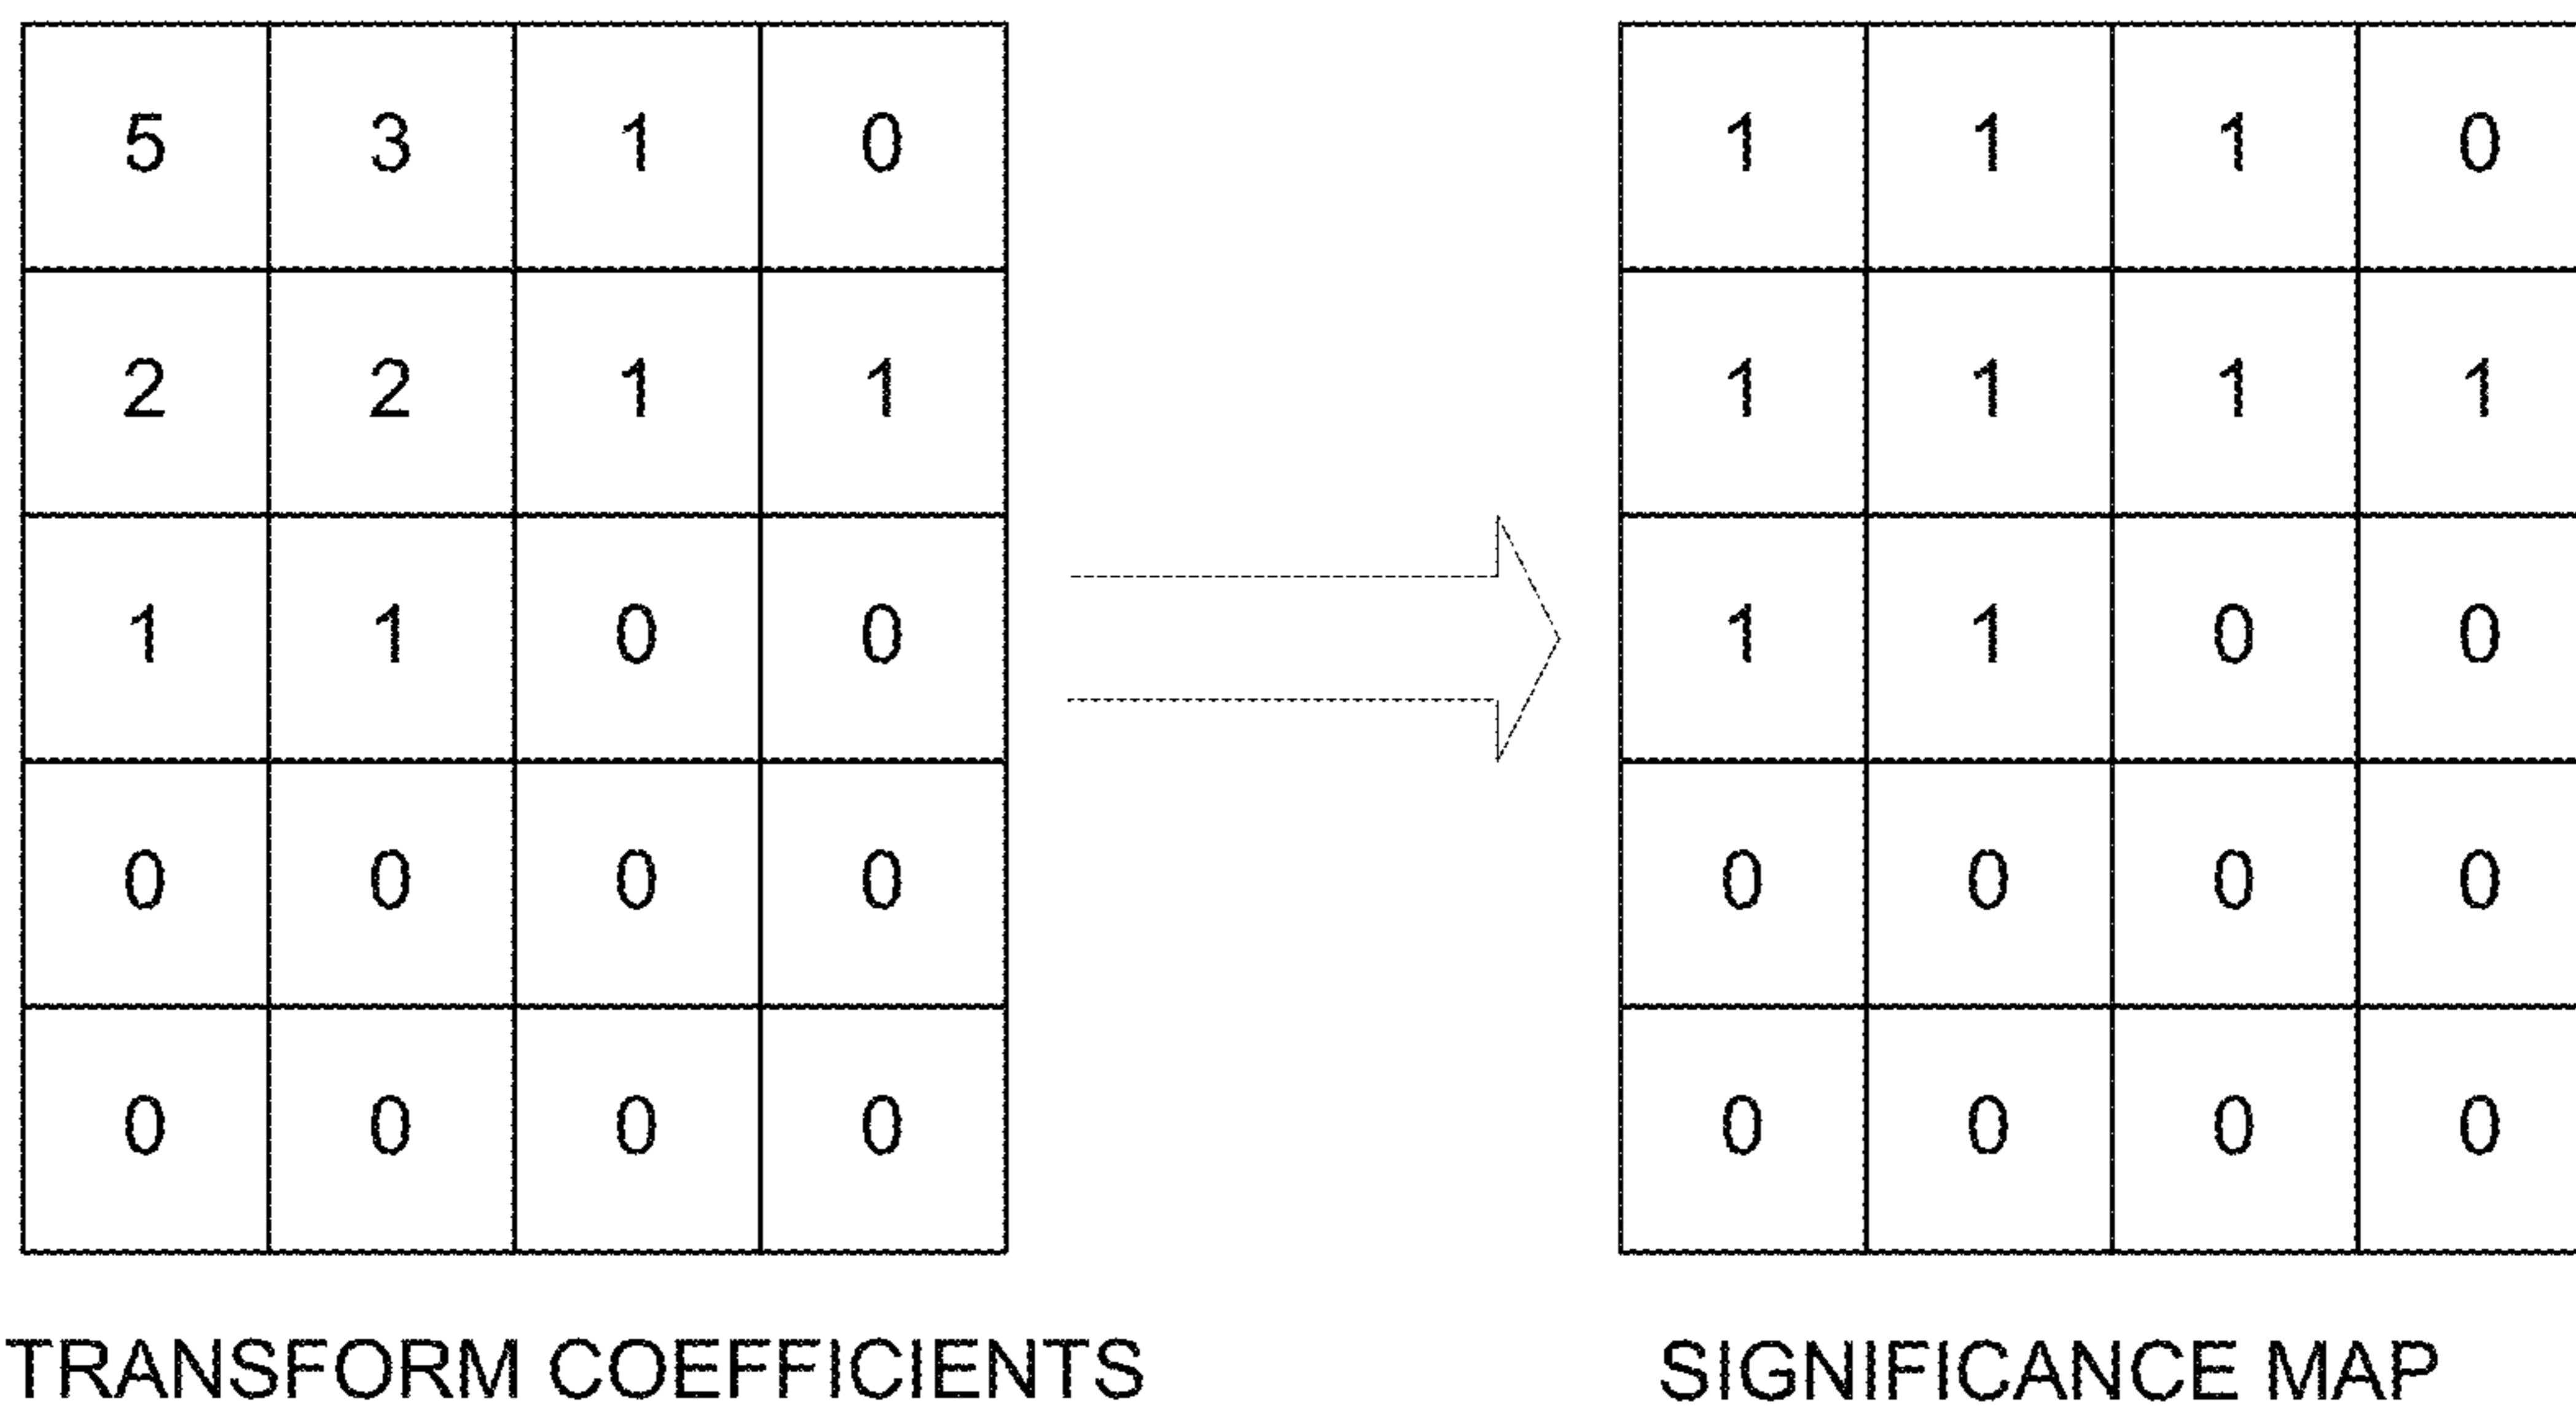 5 3 1 0 1 1 1 0
2 2 1 1 1 1 1 1
1 1 0 0 1 1 0 0
0 0 0 0 0 0 0 0
0 0 0 0 0 0 0 0
TRANSFORM COEFFICIENTS SIGNIFICANCE MAP